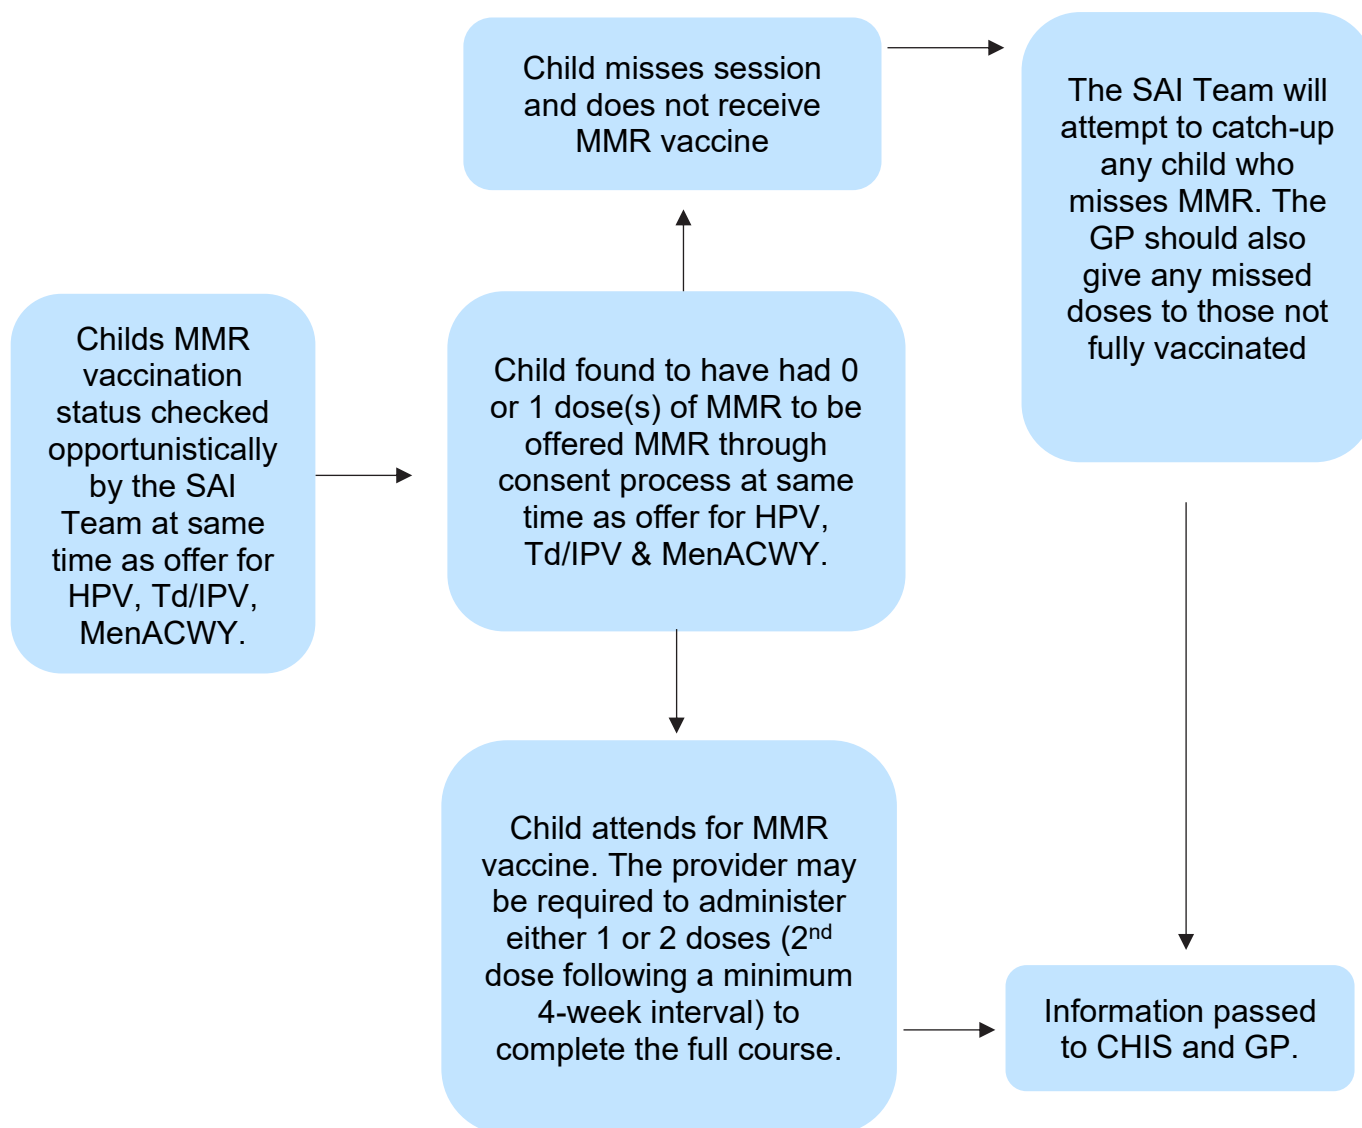 Child misses session
and does not receive
MMR vaccine
The SAI Team will
attempt to catch-up
any child who
misses MMR. The
GP should also
give any missed
doses to those not
fully vaccinated
Childs MMR
vaccination
status checked
opportunistically
by the SAI
Team at same
time as offer for
HPV, Td/IPV,
MenACWY.
Child found to have had 0
or 1 dose(s) of MMR to be
offered MMR through
consent process at same
time as offer for HPV,
Td/IPV & MenACWY.
Child attends for MMR
vaccine. The provider may
be required to administer
either 1 or 2 doses (2nd
dose following a minimum
4-week interval) to
complete the full course.
Information passed
to CHIS and GP.